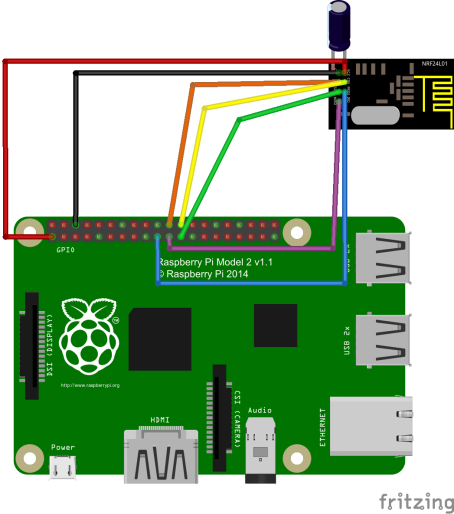 NRF24L01
GPIO
Raspberry Pi Model 2 v1.1
© Raspberry Pi 2014
USB 2x
DSI (DISPLAY)
TM
http://www.raspberrypi.org
USB 2x
HDMI
CSI (CAMERA)
Audio
ETHERNET
Power
fritzing